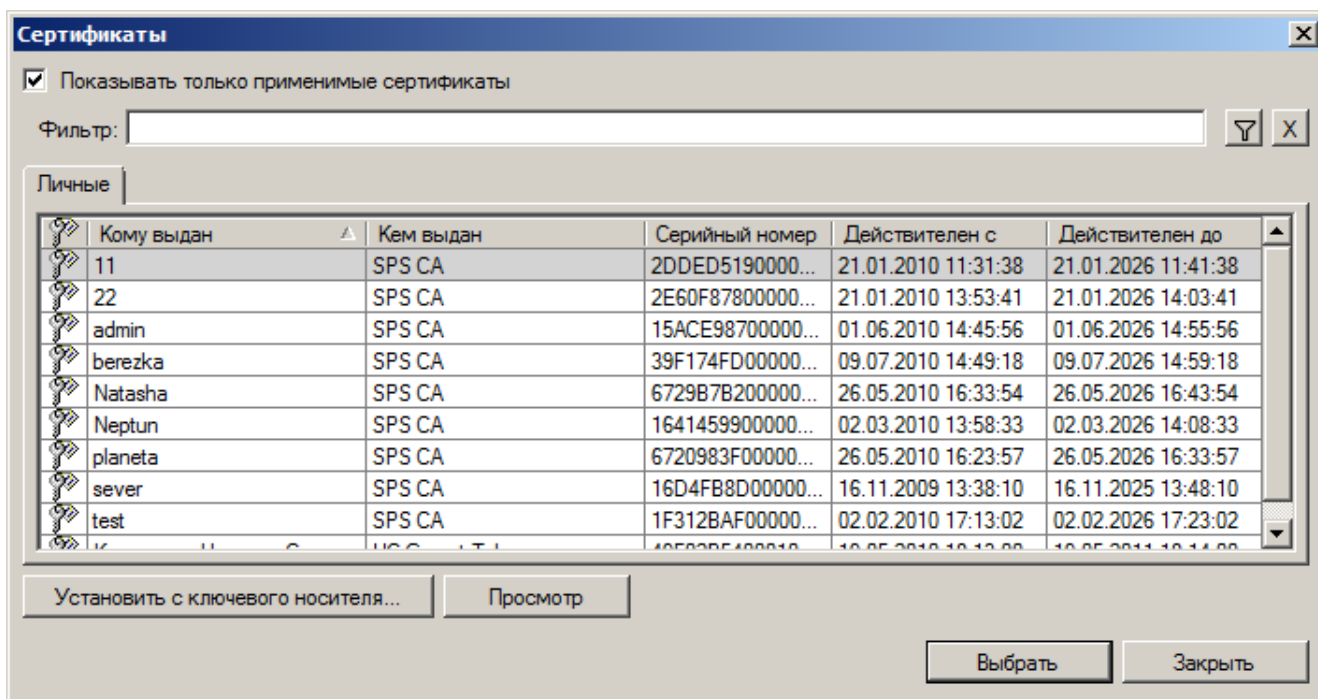 Сертификаты
Показывать только применимые сертификаты
Фильтр:
X
Личные
Кому выдан Кем выдан Серийный номер Действителен с Действителен до
11 SPS CA 2DDED5190000... 21.01.2010 11:31:38 21.01.2026 11:41:38
22 SPS CA 2E60F87800000... 21.01.2010 13:53:41 21.01.2026 14:03:41
admin SPS CA 15ACE98700000... 01.06.2010 14:45:56 01.06.2026 14:55:56
berezka SPS CA 39F174FD00000... 09.07.2010 14:49:18 09.07.2026 14:59:18
Natasha SPS CA 6729B7B200000... 26.05.2010 16:33:54 26.05.2026 16:43:54
Neptun SPS CA 1641459900000... 02.03.2010 13:58:33 02.03.2026 14:08:33
planeta SPS CA 6720983F00000... 26.05.2010 16:23:57 26.05.2026 16:33:57
sever SPS CA 16D4FB8D00000... 16.11.2009 13:38:10 16.11.2025 13:48:10
test SPS CA 1F312BAF00000... 02.02.2010 17:13:02 02.02.2026 17:23:02
Установить с ключевого носителя... Просмотр
Выбрать Закрыть